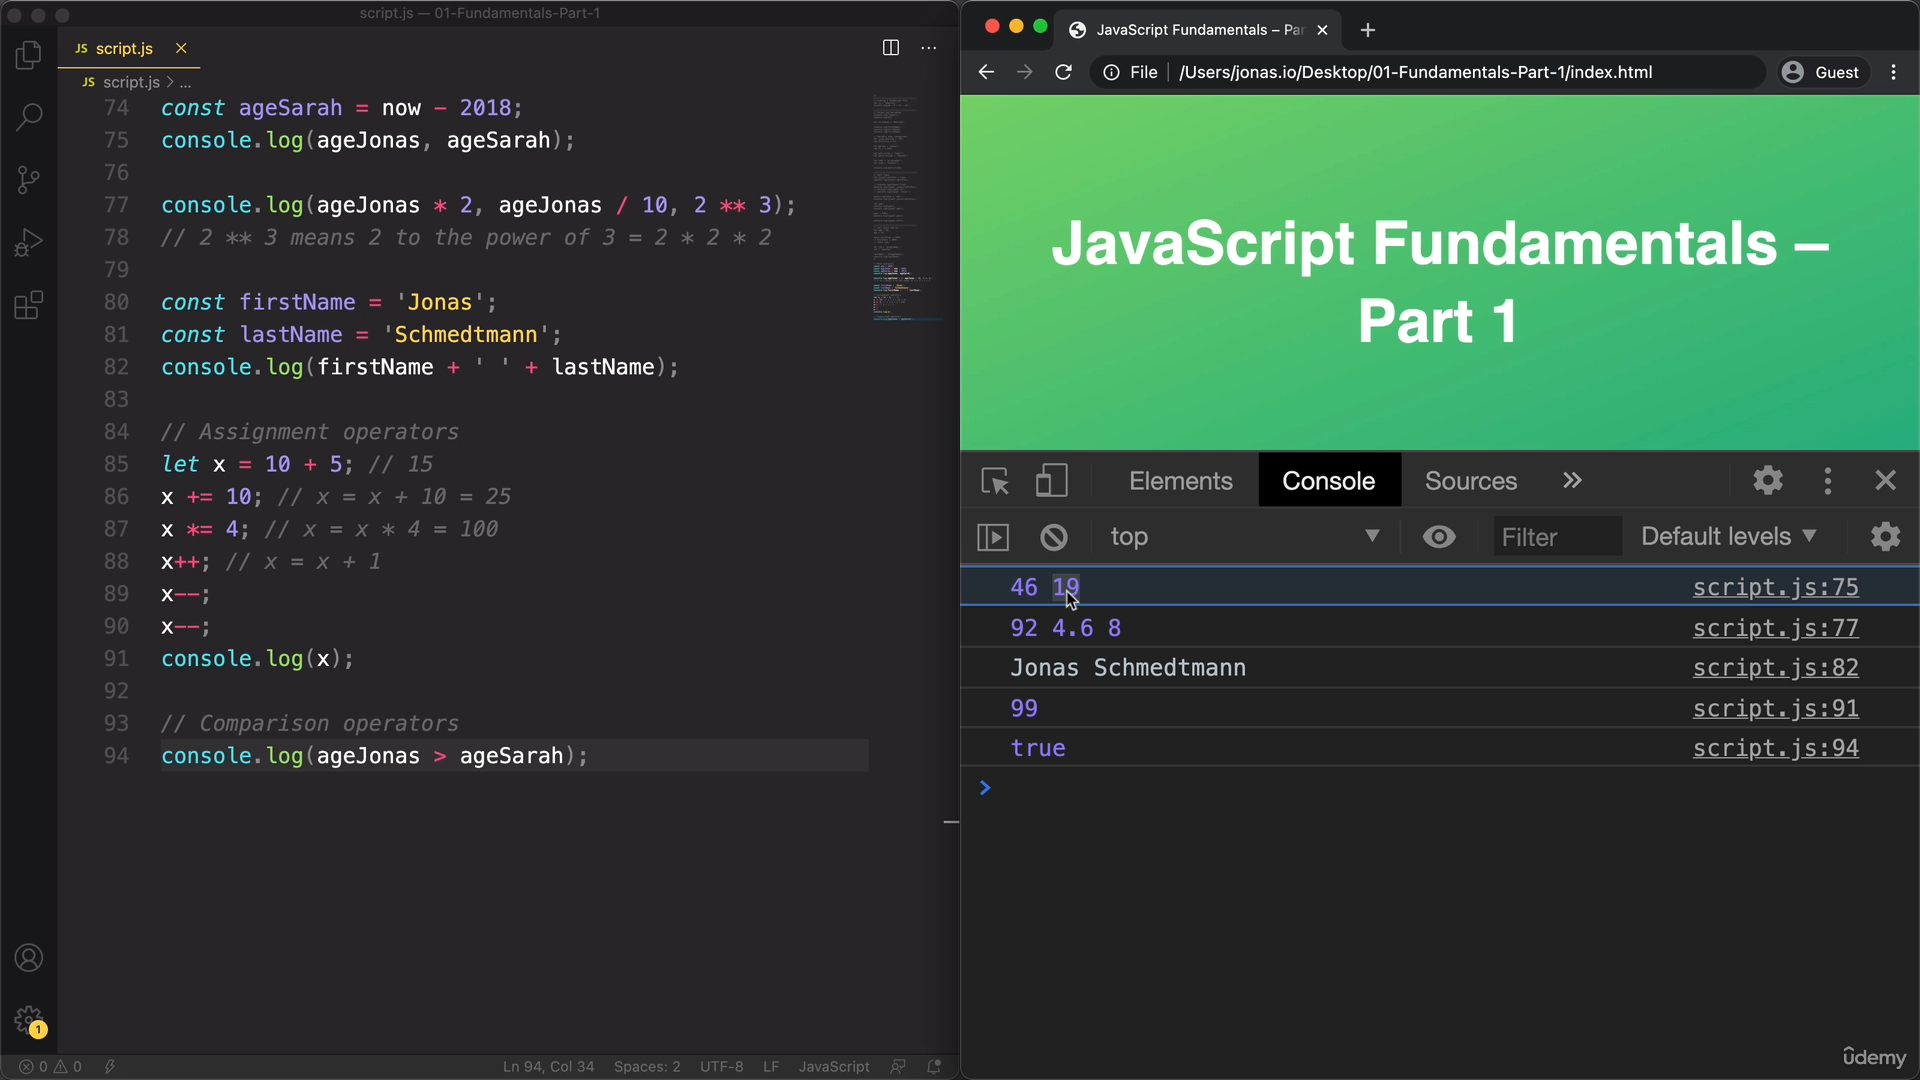 script.js — 01-Fundamentals-Part-1
JS script.js
JS script.js > ...
74 const ageSarah = now - 2018;
75 console.log(ageJonas, ageSarah);
76
77 console.log(ageJonas * 2, ageJonas / 10, 2 ** 3);
78 // 2 ** 3 means 2 to the power of 3 = 2 * 2 * 2
79
80 const firstName = 'Jonas';
81 const lastName = 'Schmedtmann';
82 console.log(firstName + ' ' + lastName);
83
84 // Assignment operators
85 let x = 10 + 5; // 15
86 x += 10; // x = x + 10 = 25
87 x *= 4; // x = x * 4 = 100
88 x++; // x = x + 1
89 x--;
90 x--;
91 console.log(x);
92
93 // Comparison operators
94 console.log(ageJonas > ageSarah);
1
0 0 Ln 94, Col 34 Spaces: 2 UTF-8 LF JavaScript
JavaScript Fundamentals – Par
File /Users/jonas.io/Desktop/01-Fundamentals-Part-1/index.html Guest
JavaScript Fundamentals –
Part 1
Elements Console Sources »
top Filter Default levels
46 19 script.js:75
92 4.6 8 script.js:77
Jonas Schmedtmann script.js:82
99 script.js:91
true script.js:94
>
ûdemy